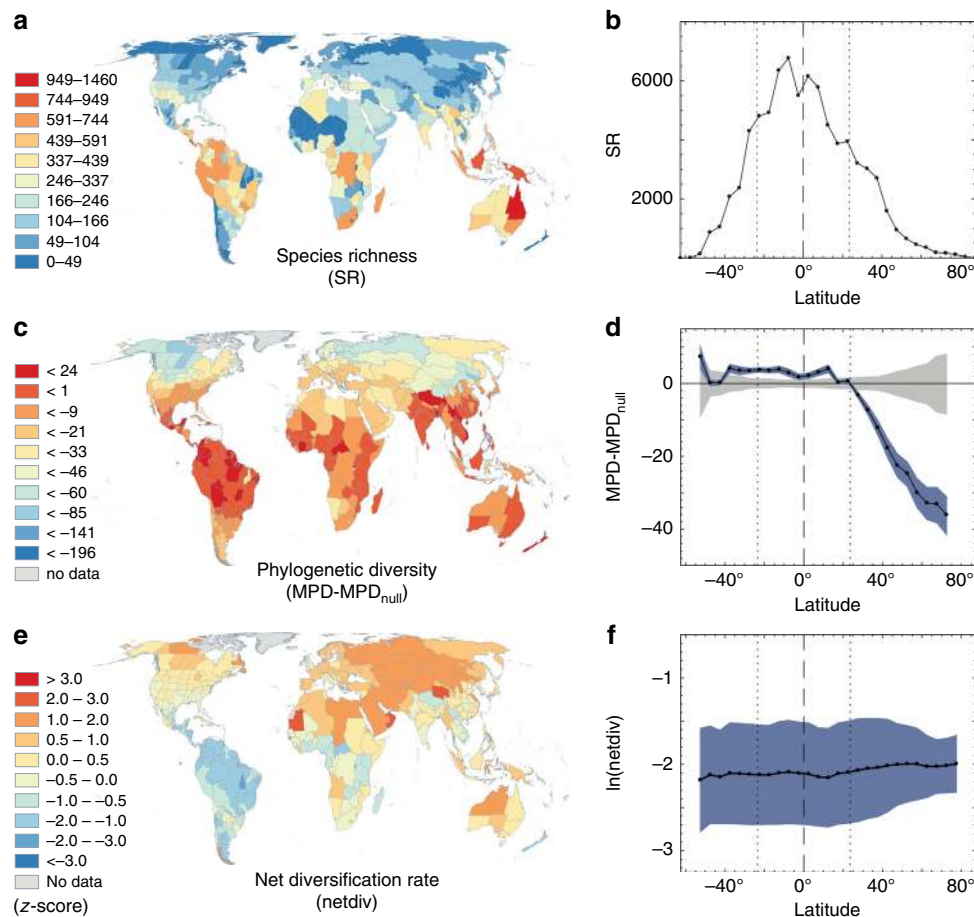 a
949–1460
744–949
591–744
439–591
337–439
246–337
166–246
104–166
49–104
0–49
Species richness
(SR)
b
SR
6000
2000
−40°
0°
40°
80°
Latitude
c
< 24
< 1
< −9
< −21
< −33
< −46
< −60
< −85
< −141
< −196
no data
Phylogenetic diversity
(MPD-MPDnull)
d
MPD-MPDnull
0
−20
−40
−40°
0°
40°
80°
Latitude
e
> 3.0
2.0 – 3.0
1.0 – 2.0
0.5 – 1.0
0.0 – 0.5
−0.5 – 0.0
−1.0 – −0.5
−2.0 – −1.0
−2.0 – −3.0
<−3.0
No data
(z-score)
Net diversification rate
(netdiv)
f
ln(netdiv)
−1
−2
−3
−40°
0°
40°
80°
Latitude